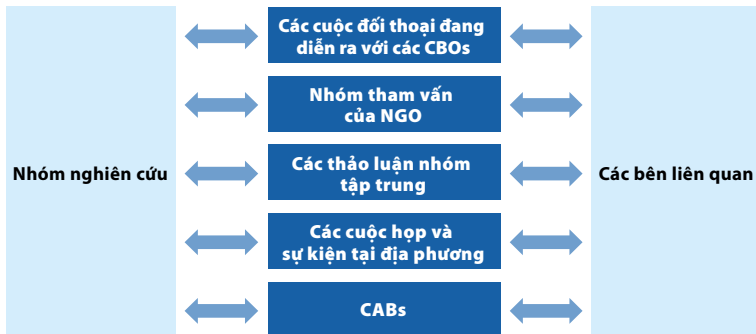 Các cuộc đối thoại đang
diễn ra với các CBOs
Nhóm tham vấn
của NGO
Nhóm nghiên cứu
Các thảo luận nhóm
tập trung
Các bên liên quan
Các cuộc họp và
sự kiện tại địa phương
CABs